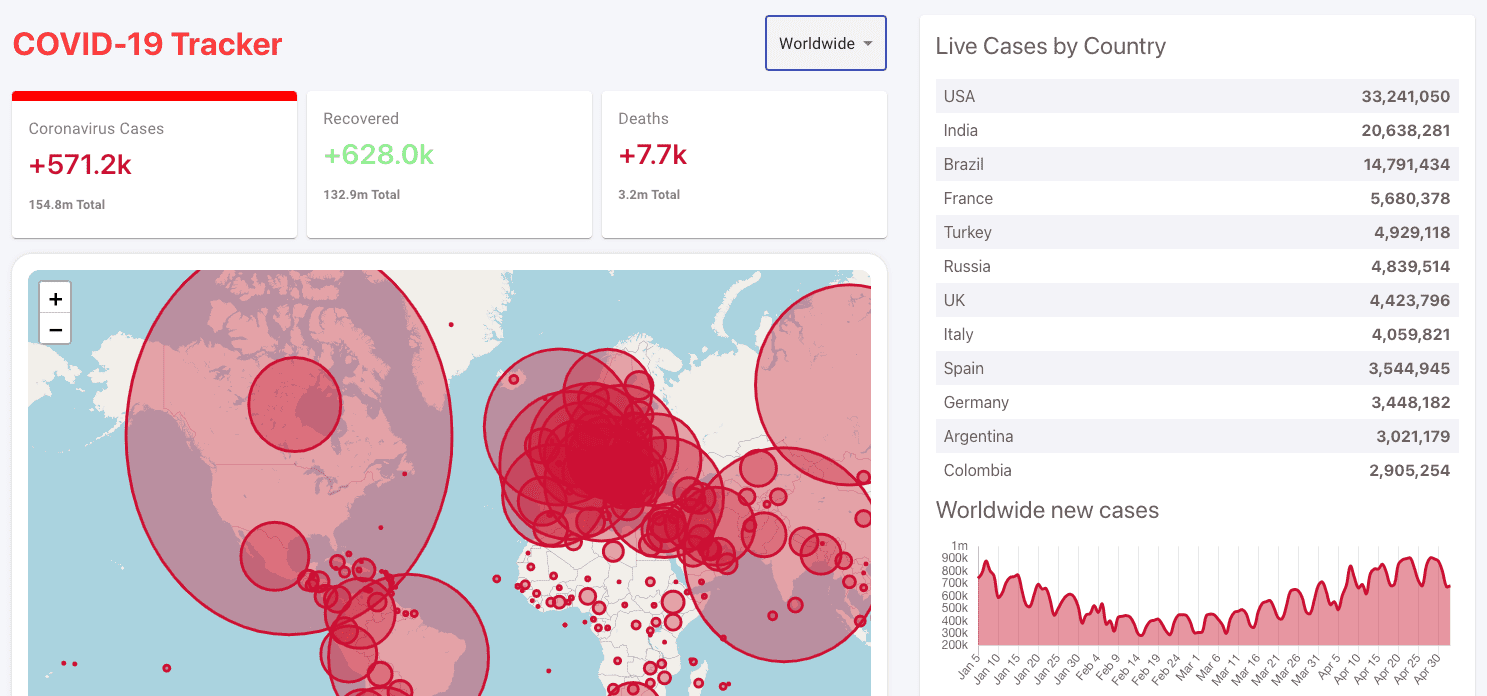 COVID-19 Tracker
Worldwide
Coronavirus Cases
+571.2k
154.8m Total
Recovered
+628.0k
132.9m Total
Deaths
+7.7k
3.2m Total
+
−
Live Cases by Country
USA 33,241,050
India 20,638,281
Brazil 14,791,434
France 5,680,378
Turkey 4,929,118
Russia 4,839,514
UK 4,423,796
Italy 4,059,821
Spain 3,544,945
Germany 3,448,182
Argentina 3,021,179
Colombia 2,905,254
Worldwide new cases
1m
900k
800k
700k
600k
500k
400k
300k
200k
Jan 5 Jan 10 Jan 15 Jan 20 Jan 25 Jan 30 Feb 4 Feb 9 Feb 14 Feb 19 Feb 24 Mar 1 Mar 6 Mar 11 Mar 16 Mar 21 Mar 26 Mar 31 Apr 5 Apr 10 Apr 15 Apr 20 Apr 25 Apr 30